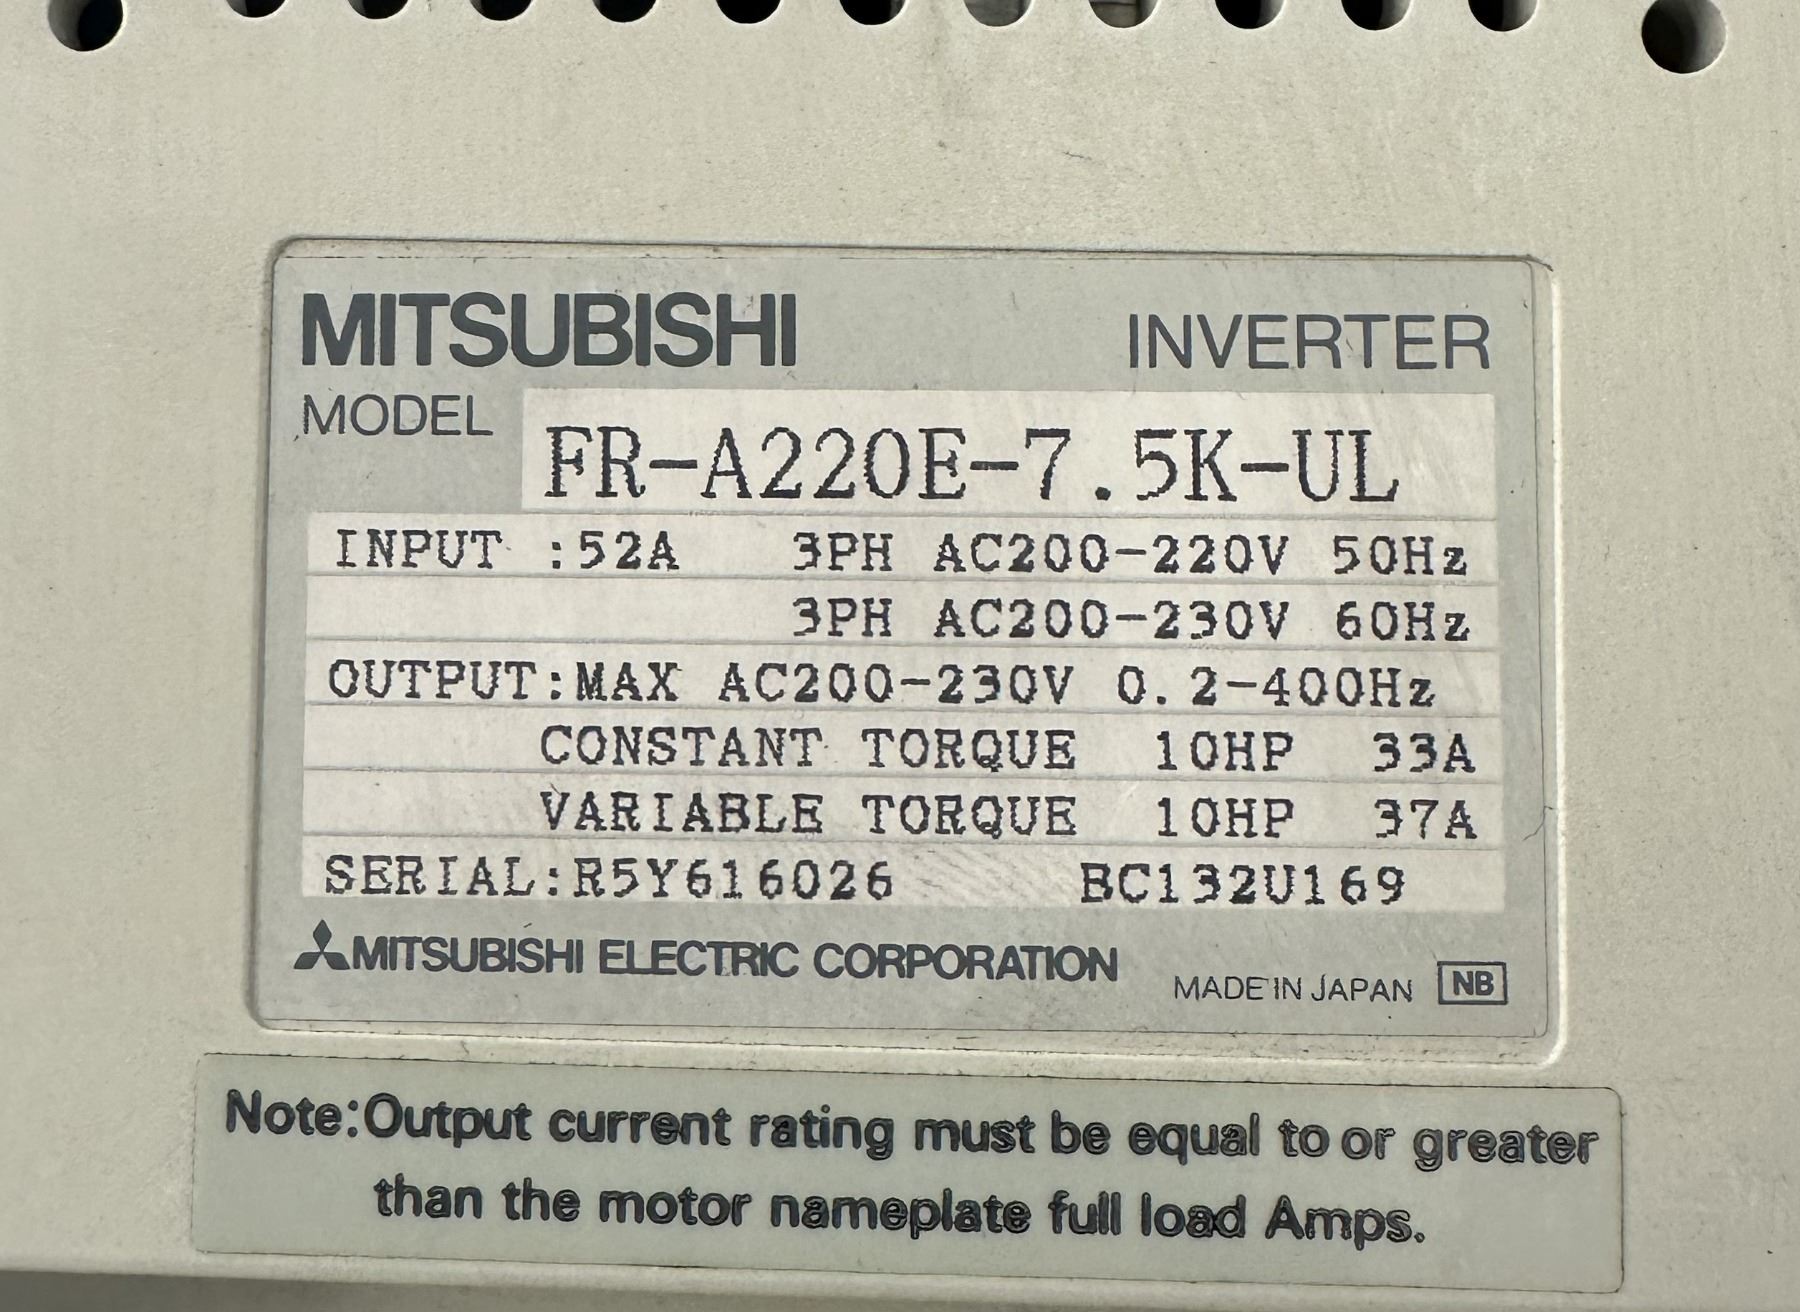 MITSUBISHI INVERTER
MODEL FR-A220E-7.5K-UL
INPUT :52A 3PH AC200-220V 50Hz
3PH AC200-230V 60Hz
OUTPUT:MAX AC200-230V 0.2-400Hz
CONSTANT TORQUE 10HP 33A
VARIABLE TORQUE 10HP 37A
SERIAL:R5Y616026 BC132U169
MITSUBISHI ELECTRIC CORPORATION
MADE IN JAPAN NB
Note:Output current rating must be equal to or greater
than the motor nameplate full load Amps.